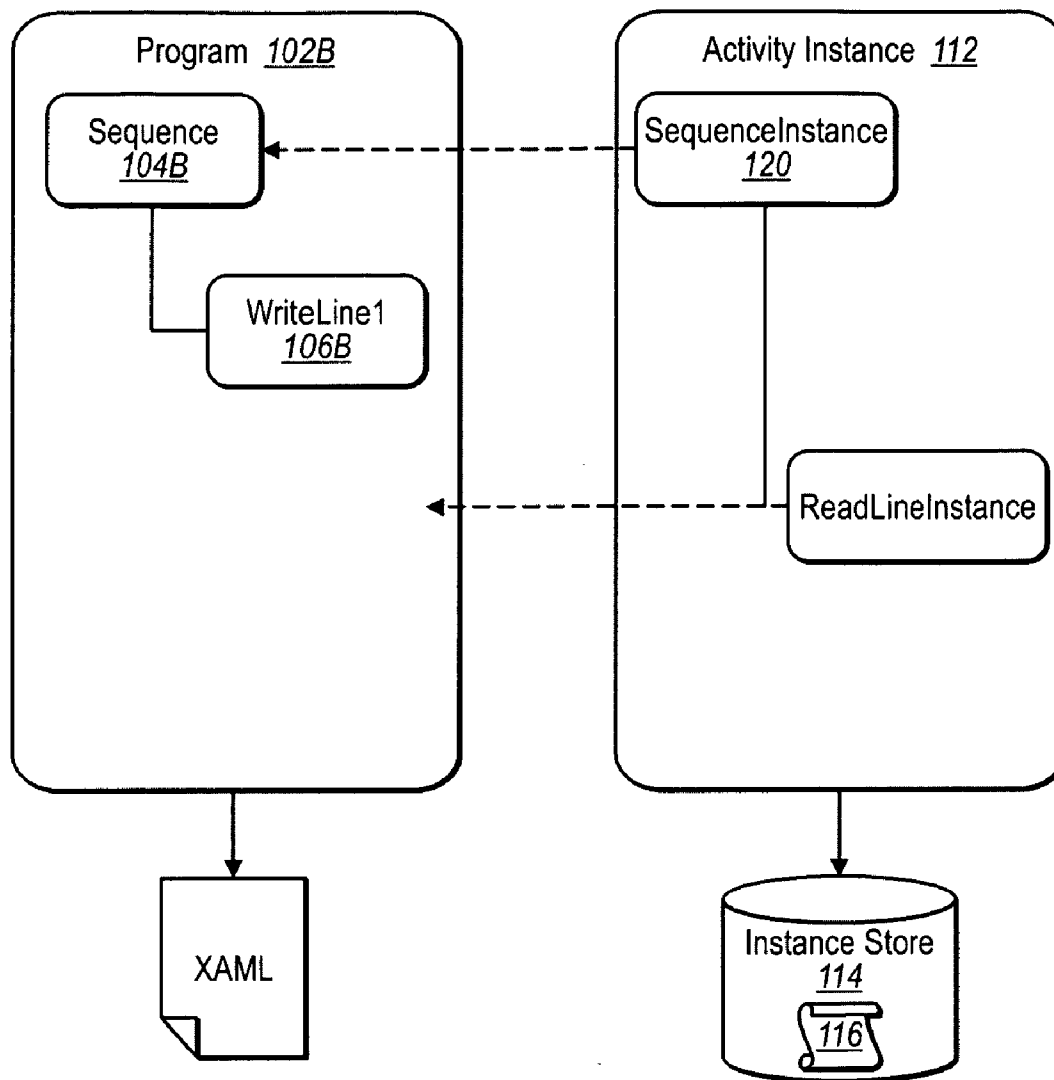 Program 102B
Activity Instance 112
Sequence
104B
SequenceInstance
120
WriteLine1
106B
ReadLineInstance
XAML
Instance Store
114
116